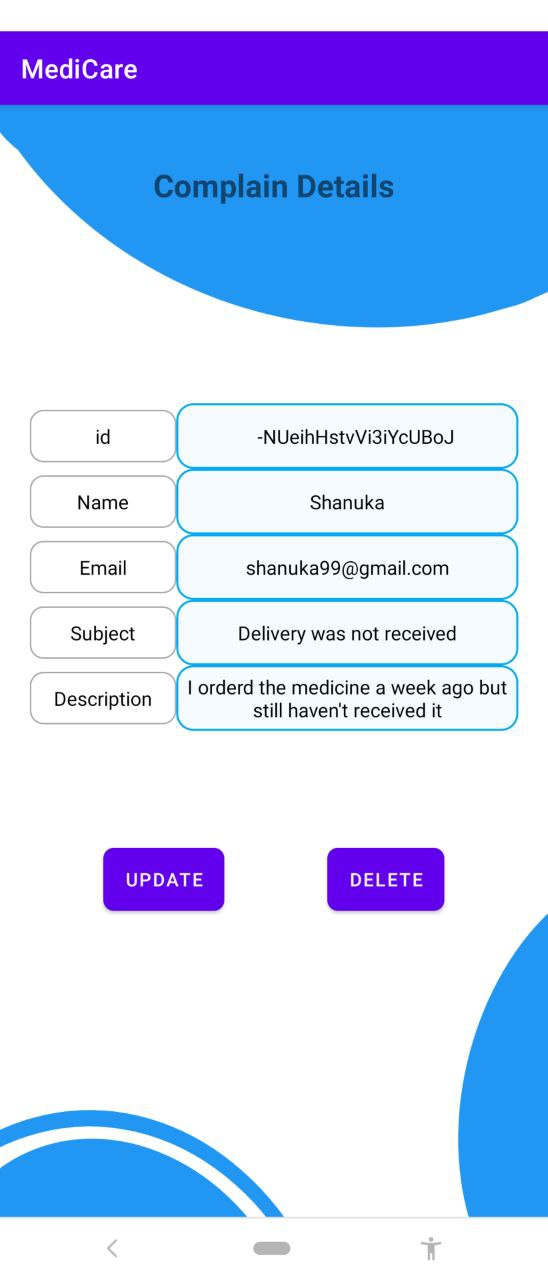 MediCare
Complain Details
id
-NUeihHstvVi3iYcUBoJ
Name
Shanuka
Email
shanuka99@gmail.com
Subject
Delivery was not received
Description
I orderd the medicine a week ago but
still haven't received it
UPDATE
DELETE